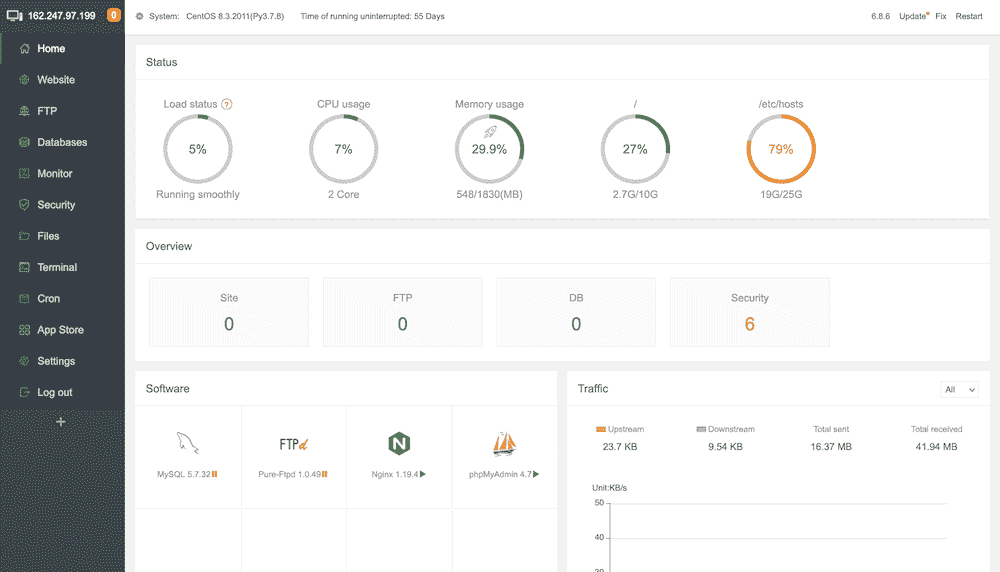 162.247.97.199 0
System: CentOS 8.3.2011(Py3.7.8) Time of running uninterrupted: 55 Days 6.8.6 Update Fix Restart
Home
Website
FTP
Databases
Monitor
Security
Files
Terminal
Cron
App Store
Settings
Log out
+
Status
Load status ? CPU usage Memory usage / /etc/hosts
5% 7% 29.9% 27% 79%
Running smoothly 2 Core 548/1830(MB) 2.7G/10G 19G/25G
Overview
Site FTP DB Security
0 0 0 6
Software
FTPd N
MySQL 5.7.32 Pure-Ftpd 1.0.49 Nginx 1.19.4 phpMyAdmin 4.7
Traffic All
Upstream Downstream Total sent Total received
23.7 KB 9.54 KB 16.37 MB 41.94 MB
Unit:KB/s
50
40
30